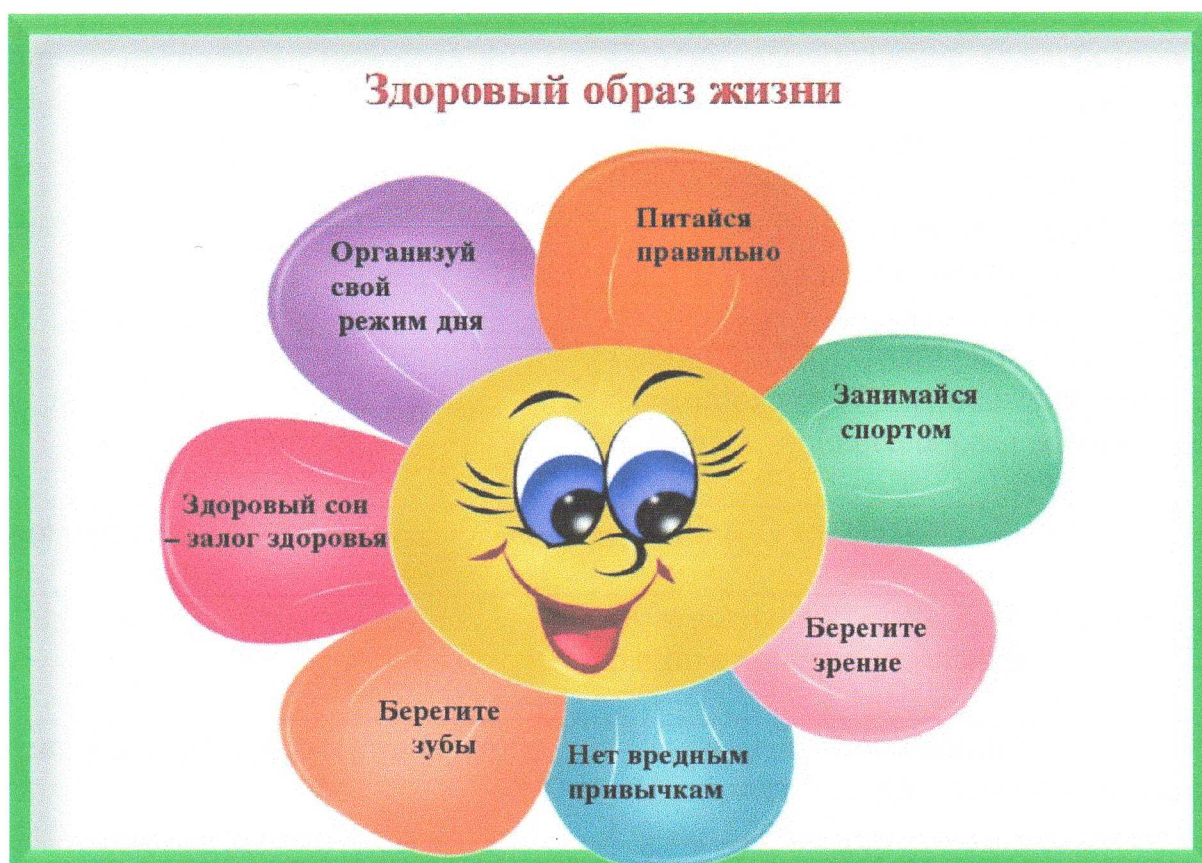 Здоровый образ жизни
Питайся
правильно
Занимайся
спортом
Берегите
зрение
Нет вредным
привычкам
Берегите
зубы
Здоровый сон
– залог здоровья
Организуй
свой
режим дня